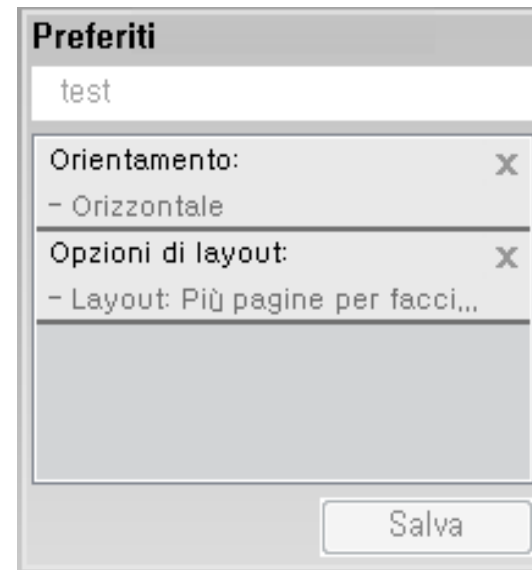 Preferiti
test
Orientamento: x
- Orizzontale
Opzioni di layout: x
- Layout: Più pagine per facci,,,
Salva